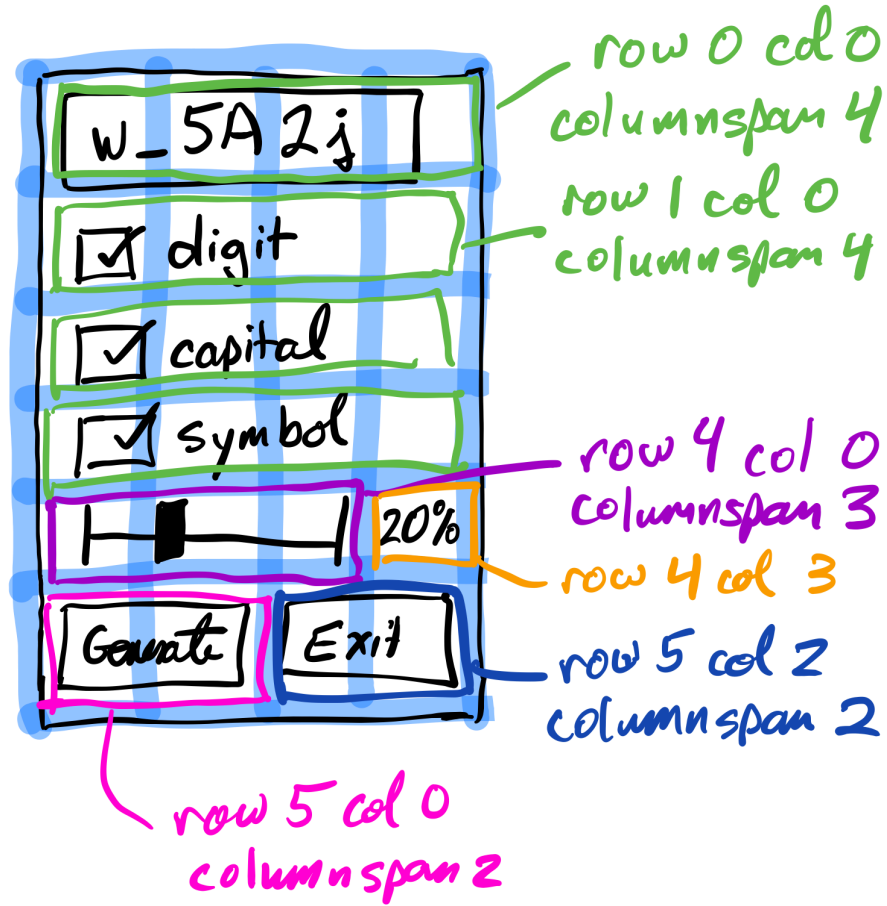 row 0 col 0
columnspan 4
w_5A2j
row 1 col 0
columnspan 4
digit
capital
symbol
row 4 col 0
columnspan 3
20%
row 4 col 3
Generate
Exit
row 5 col 2
columnspan 2
row 5 col 0
columnspan 2